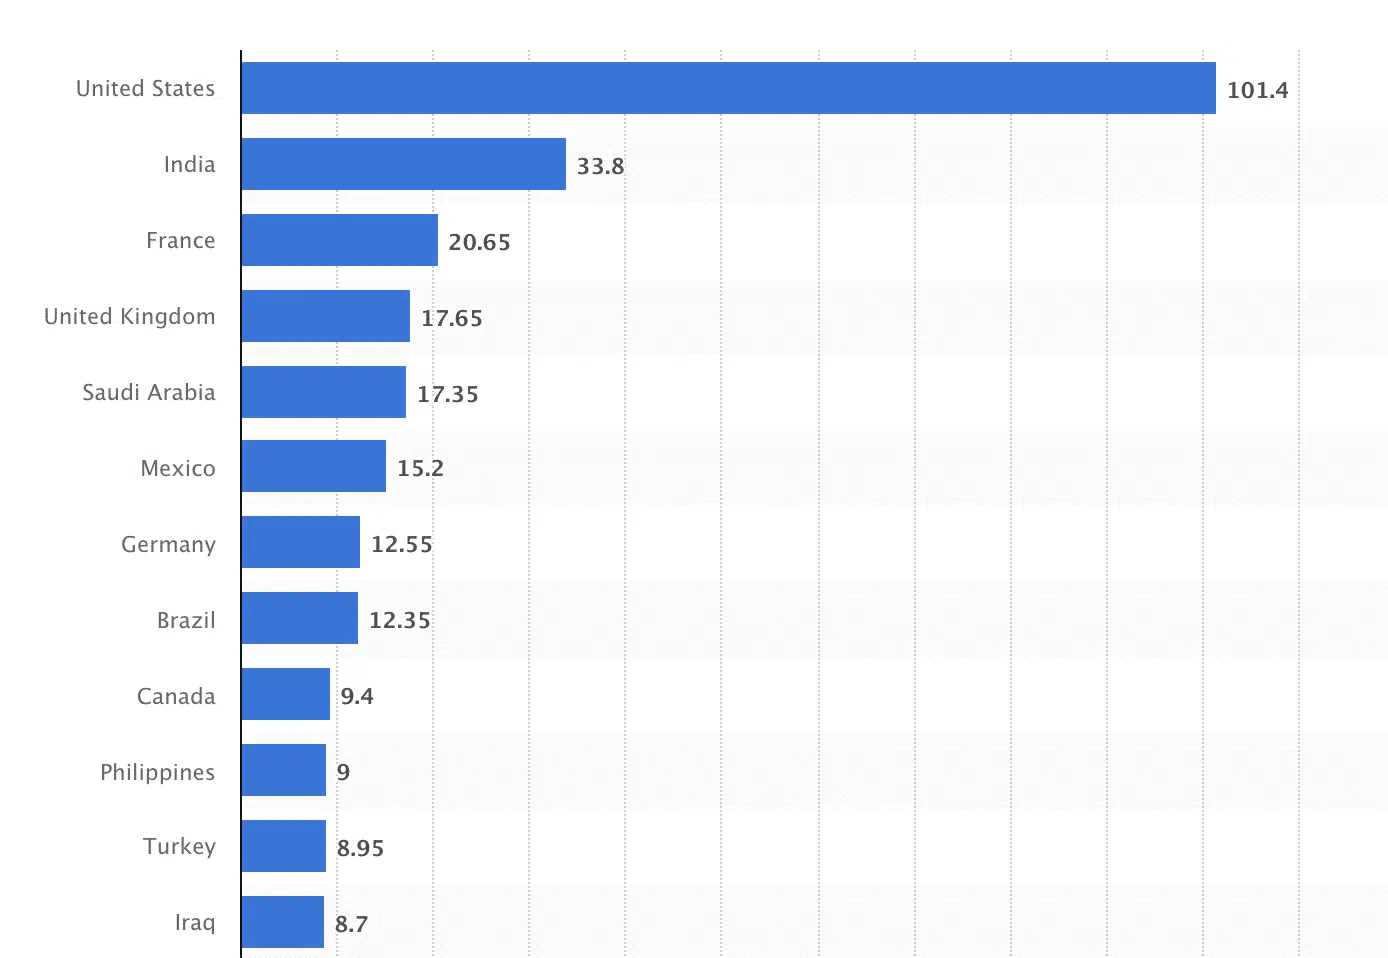 United States 101.4
India 33.8
France 20.65
United Kingdom 17.65
Saudi Arabia 17.35
Mexico 15.2
Germany 12.55
Brazil 12.35
Canada 9.4
Philippines 9
Turkey 8.95
Iraq 8.7